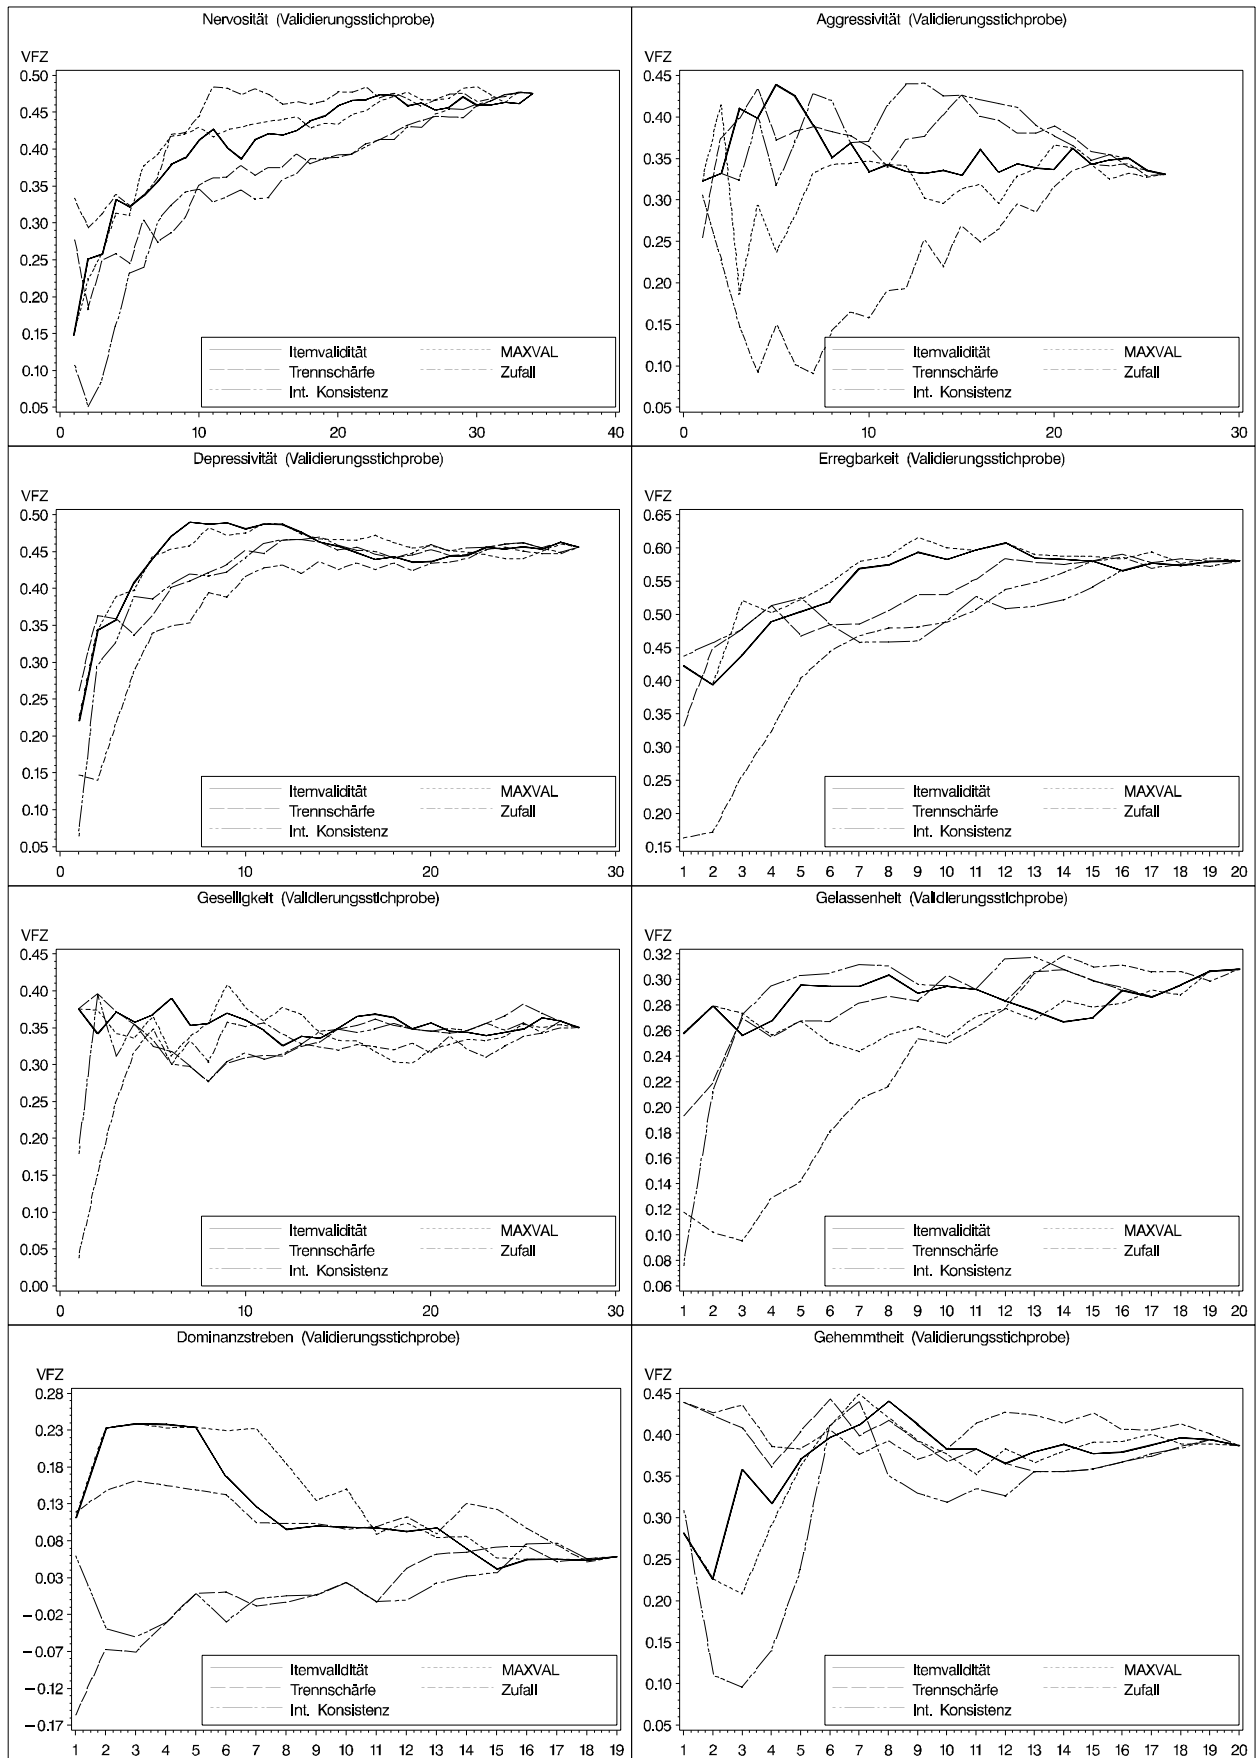 Nervosität (Validierungsstichprobe)
VFZ
0.50
0.45
0.40
0.35
0.30
0.25
0.20
0.15
0.10
0.05
Itemvalidität
MAXVAL
Trennschärfe
Zufall
Int. Konsistenz
0 10 20 30 40
Aggressivität (Validierungsstichprobe)
VFZ
0.45
0.40
0.35
0.30
0.25
0.20
0.15
0.10
0.05
Itemvalidität
MAXVAL
Trennschärfe
Zufall
Int. Konsistenz
0 10 20 30
Depressivität (Validierungsstichprobe)
VFZ
0.50
0.45
0.40
0.35
0.30
0.25
0.20
0.15
0.10
0.05
Itemvalidität
MAXVAL
Trennschärfe
Zufall
Int. Konsistenz
0 10 20 30
Erregbarkeit (Validierungsstichprobe)
VFZ
0.65
0.60
0.55
0.50
0.45
0.40
0.35
0.30
0.25
0.20
0.15
Itemvalidität
MAXVAL
Trennschärfe
Zufall
Int. Konsistenz
1 2 3 4 5 6 7 8 9 10 11 12 13 14 15 16 17 18 19 20
Geselligkeit (Validierungsstichprobe)
VFZ
0.45
0.40
0.35
0.30
0.25
0.20
0.15
0.10
0.05
0.00
Itemvalidität
MAXVAL
Trennschärfe
Zufall
Int. Konsistenz
0 10 20 30
Gelassenheit (Validierungsstichprobe)
VFZ
0.32
0.30
0.28
0.26
0.24
0.22
0.20
0.18
0.16
0.14
0.12
0.10
0.08
0.06
Itemvalidität
MAXVAL
Trennschärfe
Zufall
Int. Konsistenz
1 2 3 4 5 6 7 8 9 10 11 12 13 14 15 16 17 18 19 20
Dominanzstreben (Validierungsstichprobe)
VFZ
0.28
0.23
0.18
0.13
0.08
0.03
−0.02
−0.07
−0.12
−0.17
Itemvalidität
MAXVAL
Trennschärfe
Zufall
Int. Konsistenz
1 2 3 4 5 6 7 8 9 10 11 12 13 14 15 16 17 18 19
Gehemmtheit (Validierungsstichprobe)
VFZ
0.45
0.40
0.35
0.30
0.25
0.20
0.15
0.10
0.05
Itemvalidität
MAXVAL
Trennschärfe
Zufall
Int. Konsistenz
1 2 3 4 5 6 7 8 9 10 11 12 13 14 15 16 17 18 19 20